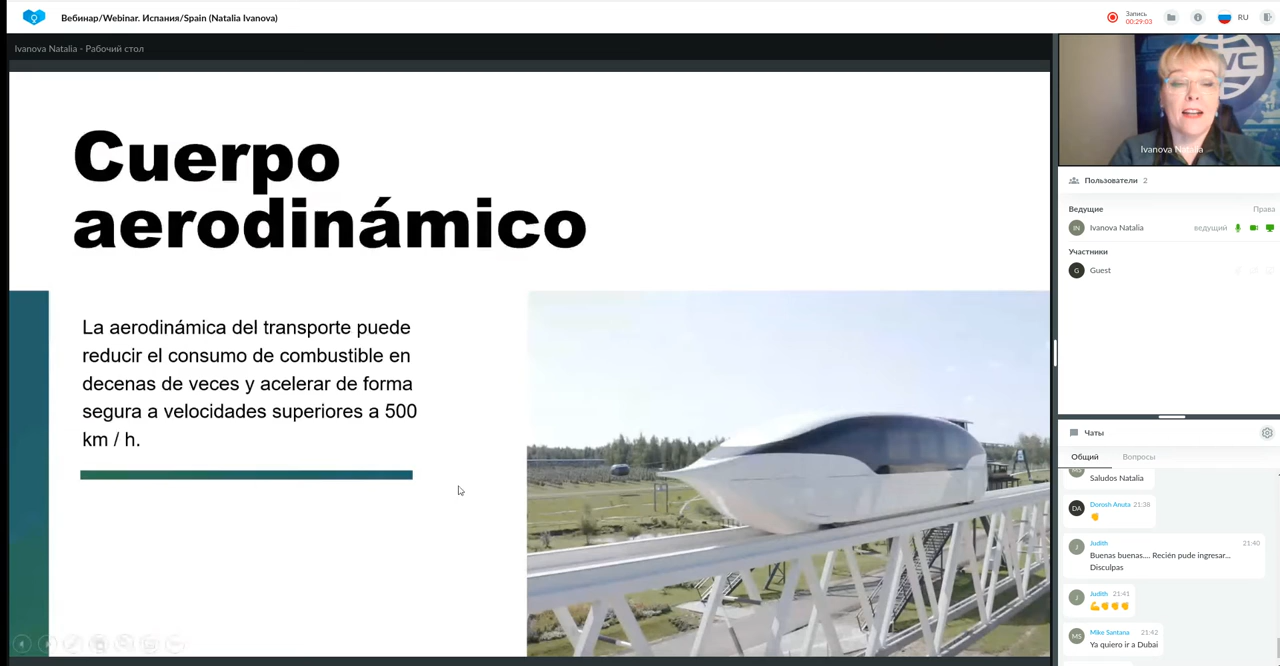 Вебинар/Webinar. Испания/Spain (Natalia Ivanova)
Запись
00:29:03
RU
Ivanova Natalia - Рабочий стол
Cuerpo
aerodinámico
La aerodinámica del transporte puede
reducir el consumo de combustible en
decenas de veces y acelerar de forma
segura a velocidades superiores a 500
km / h.
Ivanova Natalia
Пользователи 2
Ведущие Права
IN Ivanova Natalia ведущий
Участники
G Guest
Чаты
Общий Вопросы
MS
Saludos Natalia
DA Dorosh Anuta 21:38
J Judith 21:40
Buenas buenas.... Recién pude ingresar...
Disculpas
J Judith 21:41
MS Mike Santana 21:42
Ya quiero ir a Dubai